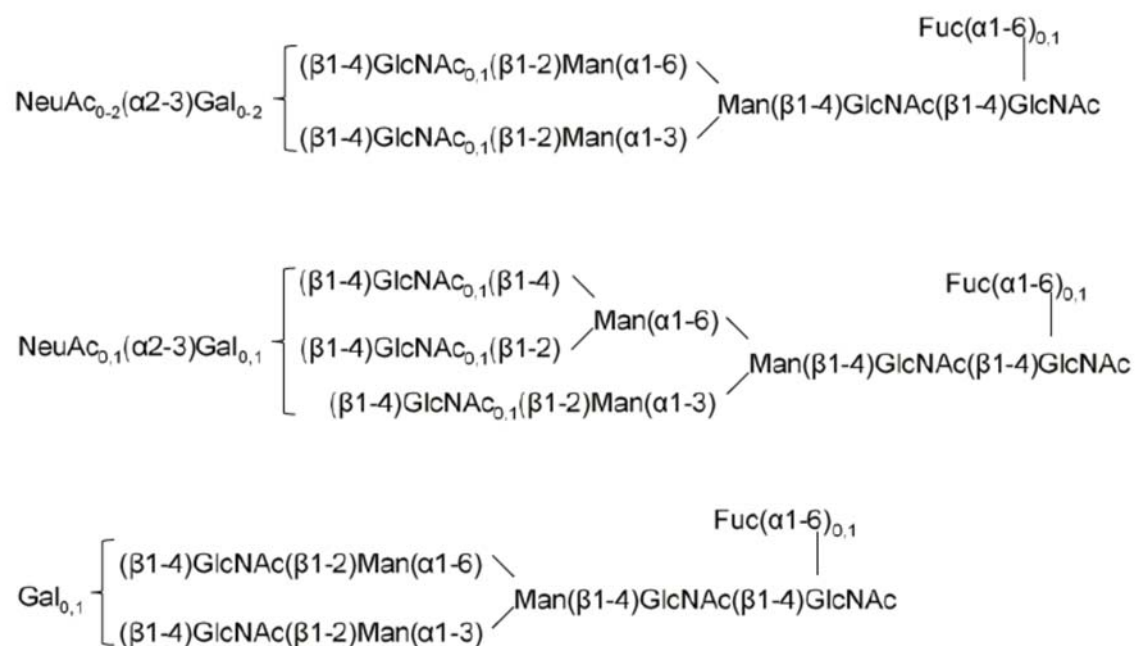 Fuc(α1-6)₀,₁
(β1-4)GlcNAc₀,₁(β1-2)Man(α1-6)
NeuAc₀₋₂(α2-3)Gal₀₋₂
Man(β1-4)GlcNAc(β1-4)GlcNAc
(β1-4)GlcNAc₀,₁(β1-2)Man(α1-3)
Fuc(α1-6)₀,₁
(β1-4)GlcNAc₀,₁(β1-4)
Man(α1-6)
NeuAc₀,₁(α2-3)Gal₀,₁
(β1-4)GlcNAc₀,₁(β1-2)
Man(β1-4)GlcNAc(β1-4)GlcNAc
(β1-4)GlcNAc₀,₁(β1-2)Man(α1-3)
Fuc(α1-6)₀,₁
(β1-4)GlcNAc(β1-2)Man(α1-6)
Gal₀,₁
Man(β1-4)GlcNAc(β1-4)GlcNAc
(β1-4)GlcNAc(β1-2)Man(α1-3)